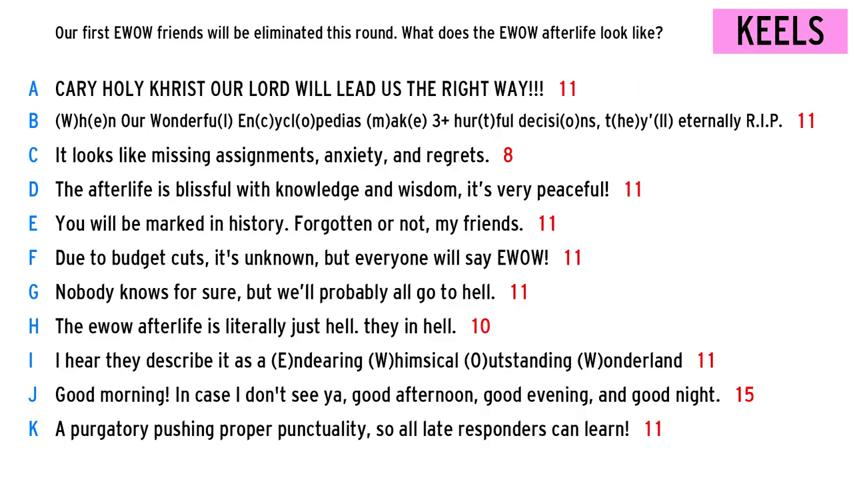 Our first EWOW friends will be eliminated this round. What does the EWOW afterlife look like?
KEELS
A CARY HOLY KHRIST OUR LORD WILL LEAD US THE RIGHT WAY!!! 11
B (W)h(e)n Our Wonderfu(l) En(c)ycl(o)pedias (m)ak(e) 3+ hur(t)ful decisi(o)ns, t(he)y'(ll) eternally R.I.P. 11
C It looks like missing assignments, anxiety, and regrets. 8
D The afterlife is blissful with knowledge and wisdom, it's very peaceful! 11
E You will be marked in history. Forgotten or not, my friends. 11
F Due to budget cuts, it's unknown, but everyone will say EWOW! 11
G Nobody knows for sure, but we'll probably all go to hell. 11
H The ewow afterlife is literally just hell. they in hell. 10
I I hear they describe it as a (E)ndearing (W)himsical (O)utstanding (W)onderland 11
J Good morning! In case I don't see ya, good afternoon, good evening, and good night. 15
K A purgatory pushing proper punctuality, so all late responders can learn! 11